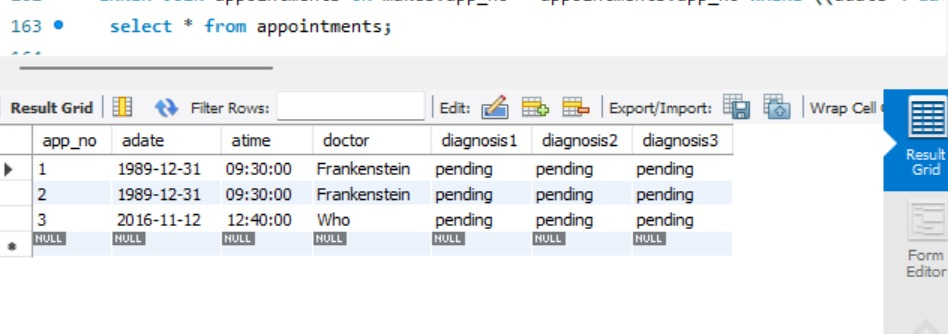 163 select * from appointments;
Result Grid Filter Rows: Edit: Export/Import: Wrap Cell
app_no adate atime doctor diagnosis1 diagnosis2 diagnosis3
1 1989-12-31 09:30:00 Frankenstein pending pending pending
2 1989-12-31 09:30:00 Frankenstein pending pending pending
3 2016-11-12 12:40:00 Who pending pending pending
NULL NULL NULL NULL NULL NULL NULL
Result
Grid
Form
Editor